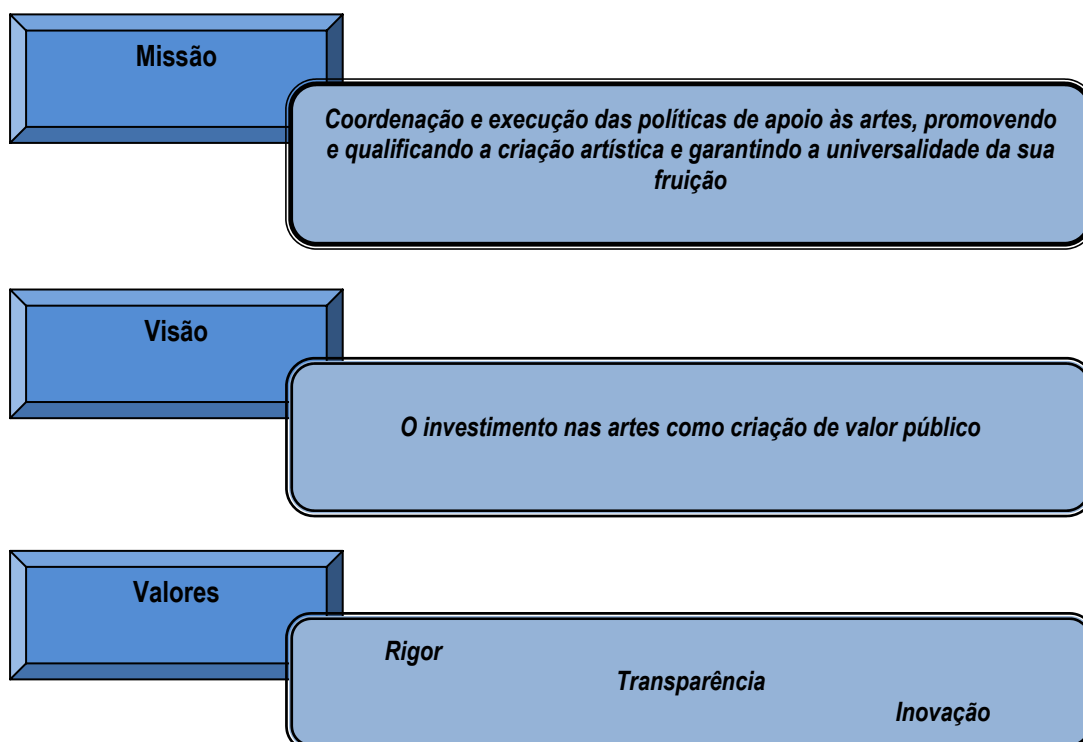 Missão
Coordenação e execução das políticas de apoio às artes, promovendo
e qualificando a criação artística e garantindo a universalidade da sua
fruição
Visão
O investimento nas artes como criação de valor público
Valores
Rigor
Transparência
Inovação